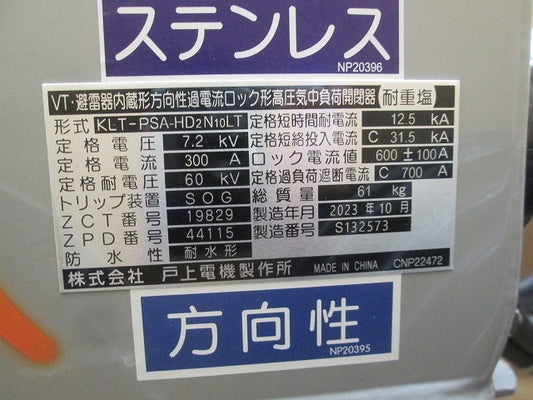 ステンレス
NP20396
VT・避雷器内蔵形方向性過電流ロック形高圧気中負荷開閉器 耐重塩
形式 KLT-PSA-HD2N10LT 定格短時間耐電流 12.5 kA
定格電圧 7.2 kV 定格短絡投入電流 C 31.5 kA
定格電流 300 A ロック電流値 600±100A
定格耐電圧 60 kV 定格過負荷遮断電流 C 700 A
トリップ装置 SOG 総質量 61 kg
ZCT番号 19829 製造年月 2023年10月
ZPD番号 44115 製造番号 S132573
防水性 耐水形
株式会社 戸上電機製作所 MADE IN CHINA CNP22472
方向性
NP20395